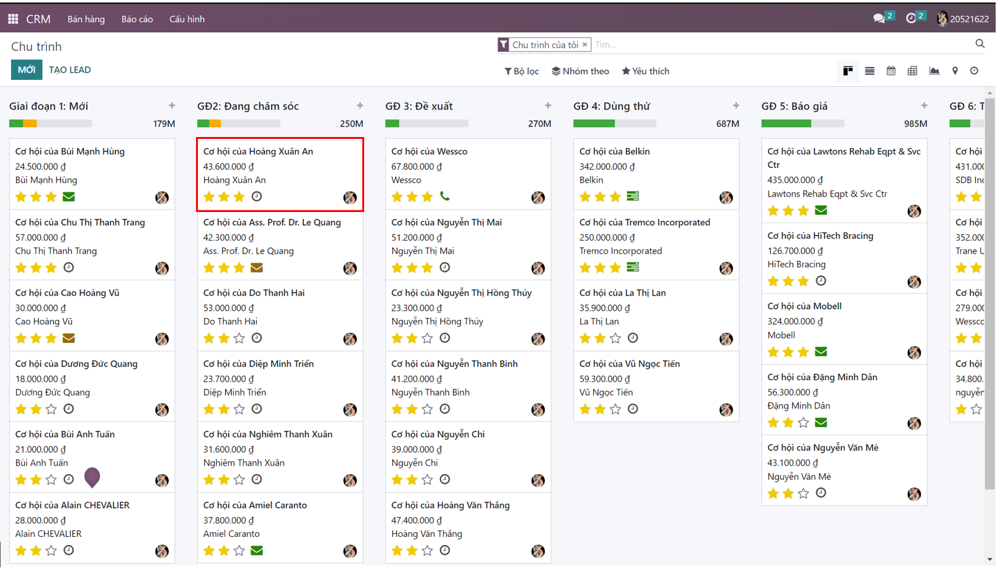 CRM Bán hàng Báo cáo Cấu hình 2 2 20521622
Chu trình
Chu trình của tôi × Tìm...
MỚI TẠO LEAD
Bộ lọc Nhóm theo Yêu thích
Giai đoạn 1: Mới +
179M
Cơ hội của Bùi Mạnh Hùng
24.500.000 ₫
Bùi Mạnh Hùng
Cơ hội của Chu Thị Thanh Trang
57.000.000 ₫
Chu Thị Thanh Trang
Cơ hội của Cao Hoàng Vũ
30.000.000 ₫
Cao Hoàng Vũ
Cơ hội của Dương Đức Quang
18.000.000 ₫
Dương Đức Quang
Cơ hội của Bùi Anh Tuấn
21.000.000 ₫
Bùi Anh Tuấn
Cơ hội của Alain CHEVALIER
28.000.000 ₫
Alain CHEVALIER
GĐ2: Đang chăm sóc +
250M
Cơ hội của Hoàng Xuân An
43.600.000 ₫
Hoàng Xuân An
Cơ hội của Ass. Prof. Dr. Le Quang
42.300.000 ₫
Ass. Prof. Dr. Le Quang
Cơ hội của Do Thanh Hai
53.000.000 ₫
Do Thanh Hai
Cơ hội của Diệp Minh Triển
23.700.000 ₫
Diệp Minh Triển
Cơ hội của Nghiêm Thanh Xuân
31.600.000 ₫
Nghiêm Thanh Xuân
Cơ hội của Amiel Caranto
37.800.000 ₫
Amiel Caranto
GĐ 3: Đề xuất +
270M
Cơ hội của Wessco
67.800.000 ₫
Wessco
Cơ hội của Nguyễn Thị Mai
51.200.000 ₫
Nguyễn Thị Mai
Cơ hội của Nguyễn Thị Hồng Thúy
23.300.000 ₫
Nguyễn Thị Hồng Thúy
Cơ hội của Nguyễn Thanh Bình
41.200.000 ₫
Nguyễn Thanh Bình
Cơ hội của Nguyễn Chi
39.000.000 ₫
Nguyễn Chi
Cơ hội của Hoàng Văn Thắng
47.400.000 ₫
Hoàng Văn Thắng
GĐ 4: Dùng thử +
687M
Cơ hội của Belkin
342.000.000 ₫
Belkin
Cơ hội của Tremco Incorporated
250.000.000 ₫
Tremco Incorporated
Cơ hội của La Thị Lan
35.900.000 ₫
La Thị Lan
Cơ hội của Vũ Ngọc Tiến
59.300.000 ₫
Vũ Ngọc Tiến
GĐ 5: Báo giá +
985M
Cơ hội của Lawtons Rehab Eqpt & Svc
Ctr
435.000.000 ₫
Lawtons Rehab Eqpt & Svc Ctr
Cơ hội của HiTech Bracing
126.700.000 ₫
HiTech Bracing
Cơ hội của Mobell
324.000.000 ₫
Mobell
Cơ hội của Đặng Minh Dân
56.300.000 ₫
Đặng Minh Dân
Cơ hội của Nguyễn Văn Mè
43.100.000 ₫
Nguyễn Văn Mè
GĐ 6: T
Cơ hội
431.000
SDB Inc
Cơ hội
352.000
Trane U
Cơ hội
279.000
Wessco
Cơ hội
34.800.
nguyễn